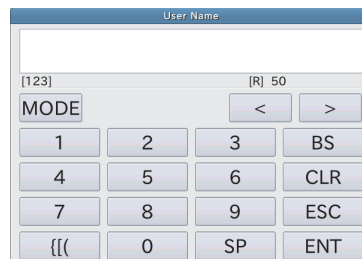 User Name
[123] [R] 50
MODE < >
1 2 3 BS
4 5 6 CLR
7 8 9 ESC
{[( 0 SP ENT